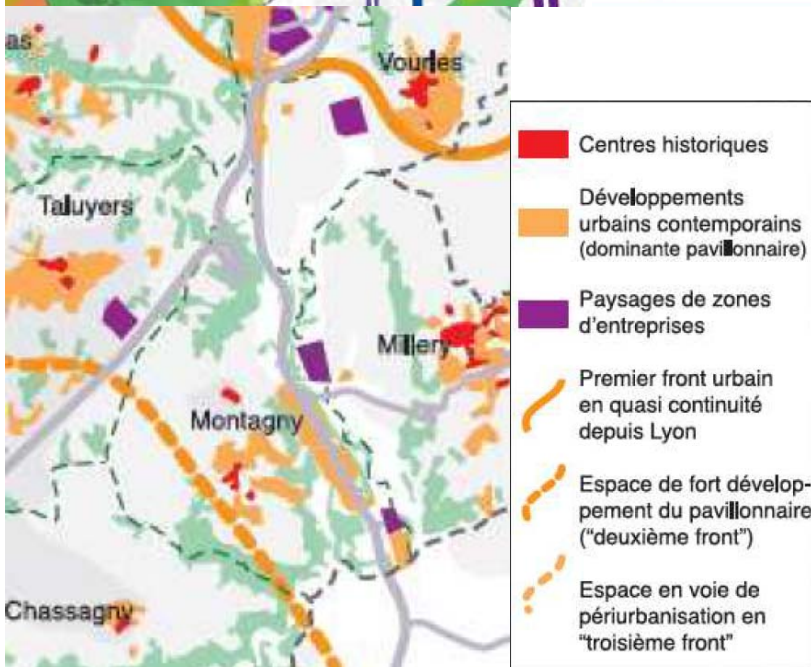 as
Vourles
Taluyers
Millery
Montagny
Chassagny
Centres historiques
Développements
urbains contemporains
(dominante pavillonnaire)
Paysages de zones
d'entreprises
Premier front urbain
en quasi continuité
depuis Lyon
Espace de fort dévelop-
pement du pavillonnaire
("deuxième front")
Espace en voie de
périurbanisation en
"troisième front"